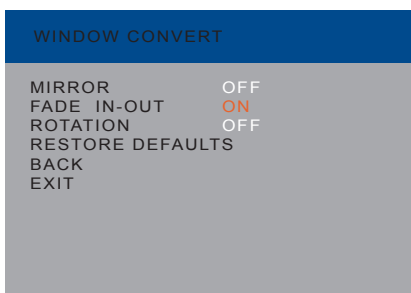 WINDOW CONVERT
MIRROR OFF
FADE IN-OUT ON
ROTATION OFF
RESTORE DEFAULTS
BACK
EXIT